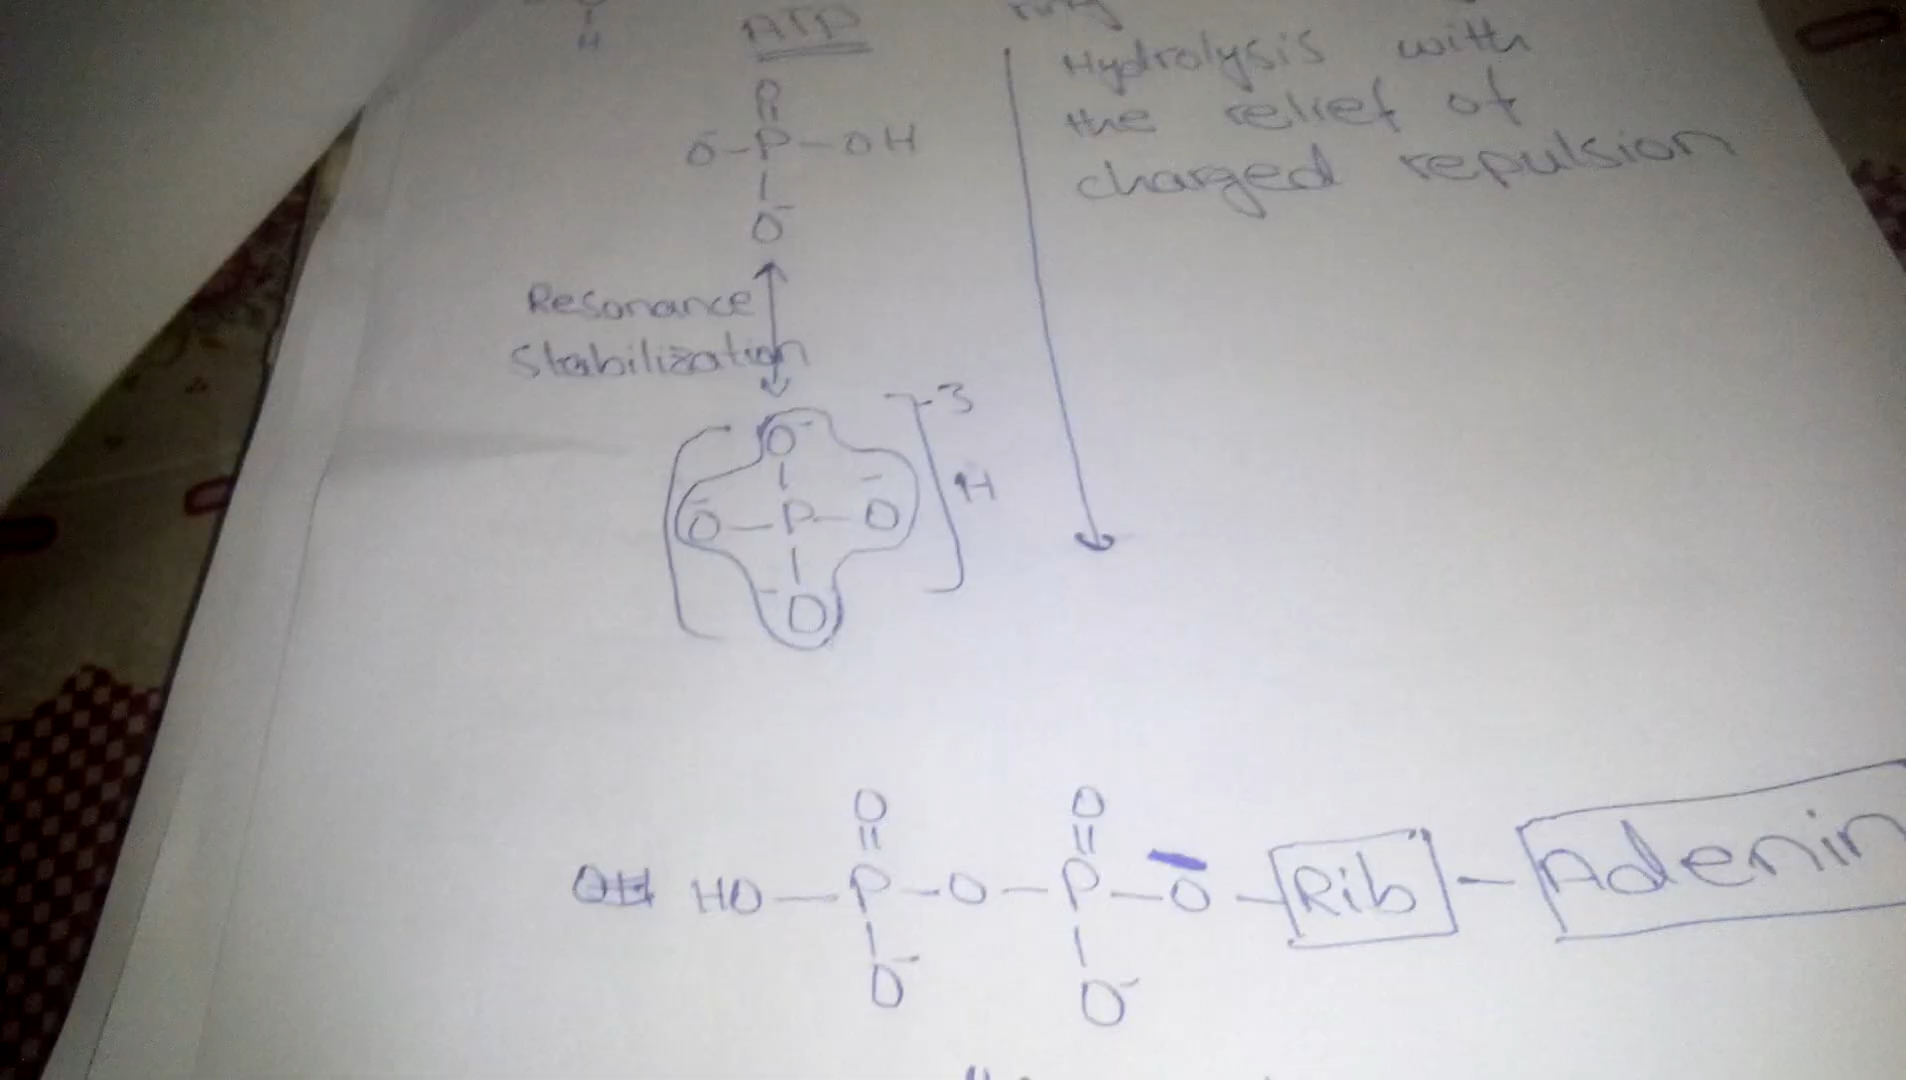 H
ATP
Hydrolysis with
the relief of
charged repulsion
O
O⁻-P-OH
O⁻
Resonance
Stabilization
-3
O⁻
H
O⁻-P-O⁻
O⁻
O O
HO-P-O-P-O-Rib-Adenin
O⁻ O⁻